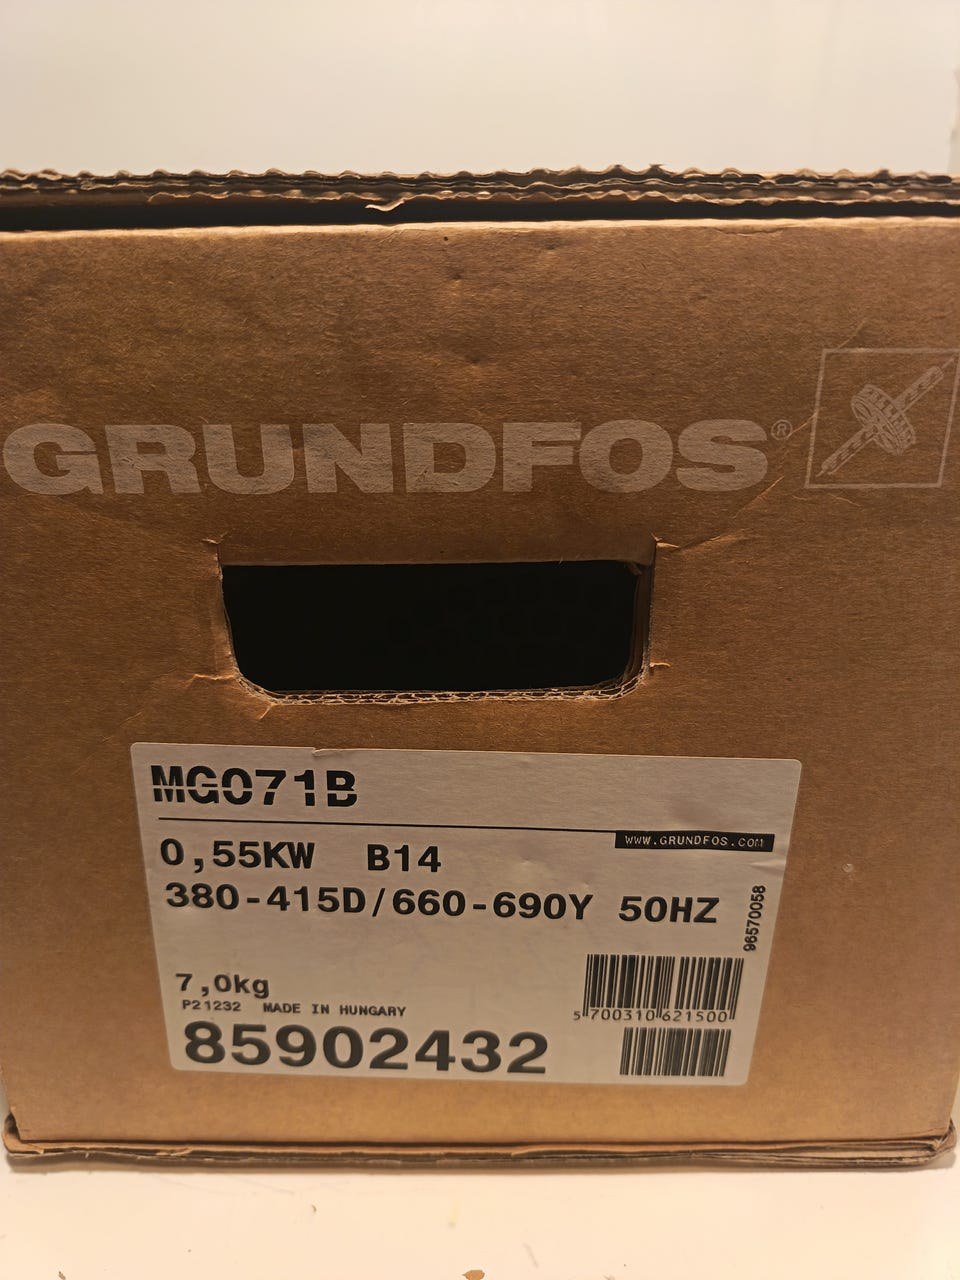 GRUNDFOS®
MG071B
WWW.GRUNDFOS.COM
0,55KW B14
380-415D/660-690Y 50HZ
96570058
7,0kg
P21232 MADE IN HUNGARY
5 700310 621500
85902432